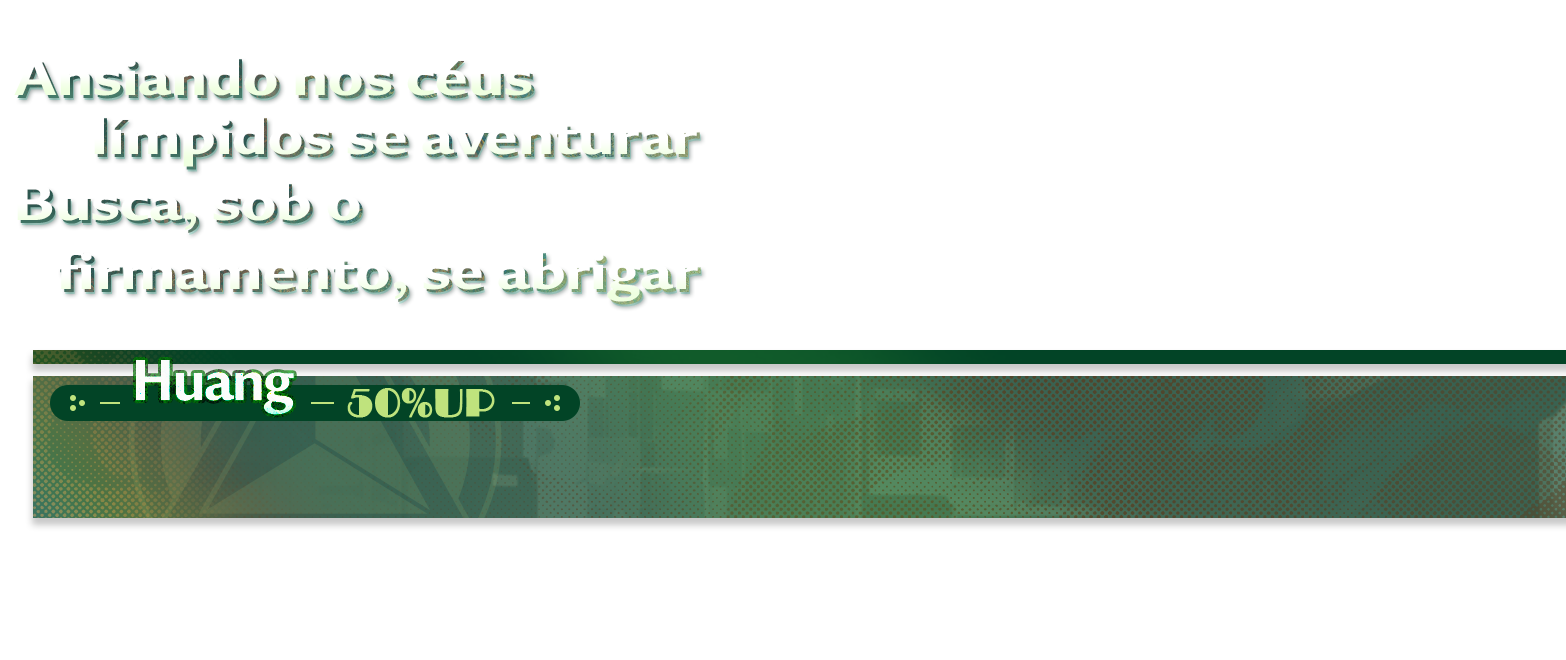 Ansiando nos céus
límpidos se aventurar
Busca, sob o
firmamento, se abrigar
Huang 50%UP